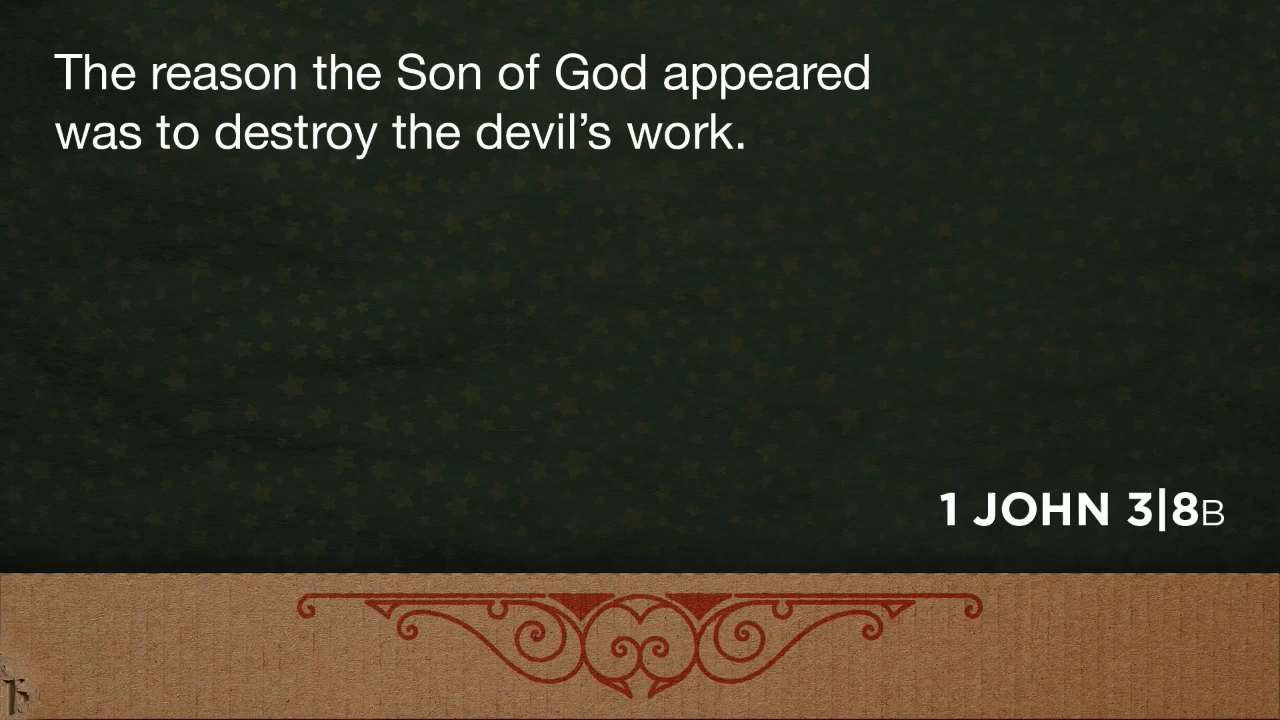 The reason the Son of God appeared
was to destroy the devil’s work.
1 JOHN 3|8B